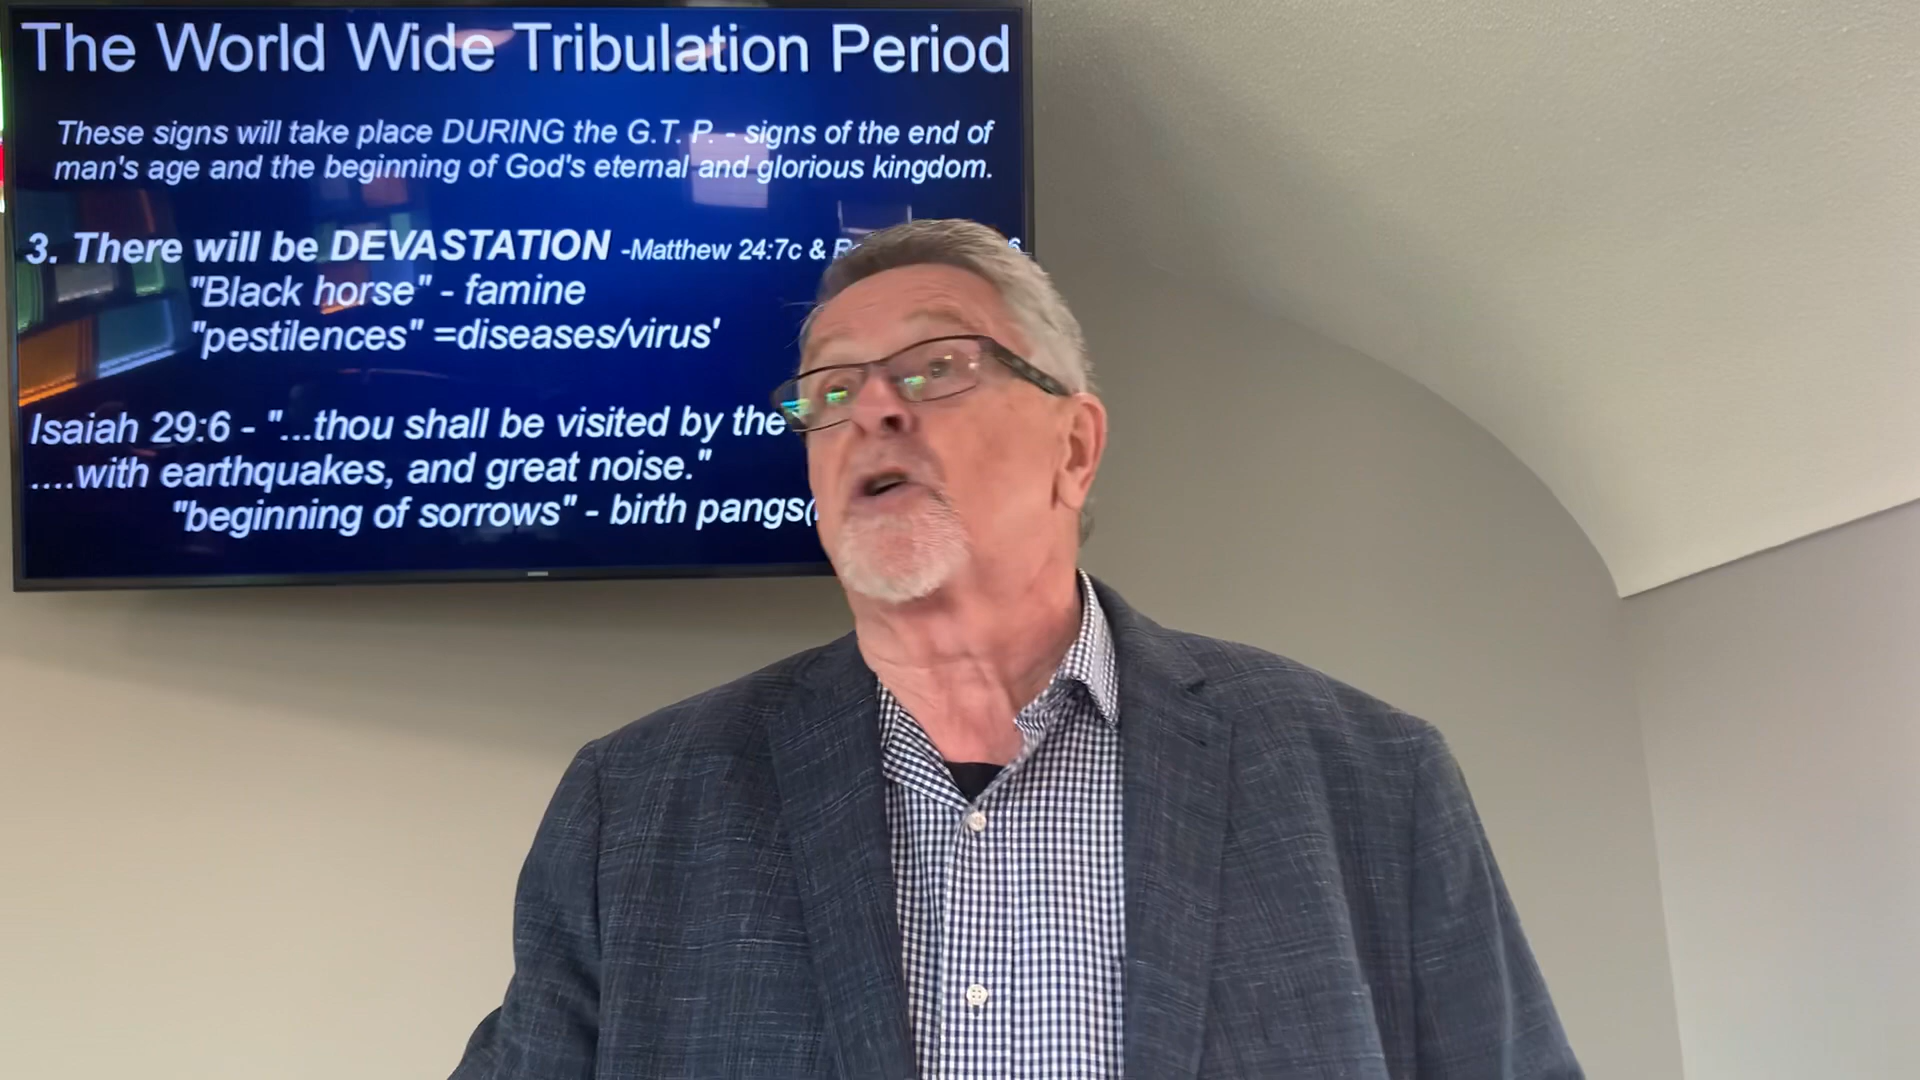 The World Wide Tribulation Period
These signs will take place DURING the G.T. P. - signs of the end of
man's age and the beginning of God's eternal and glorious kingdom.
3. There will be DEVASTATION -Matthew 24:7c & 6
"Black horse" - famine
"pestilences" =diseases/virus'
Isaiah 29:6 - "...thou shall be visited by the
....with earthquakes, and great noise."
"beginning of sorrows" - birth pangs(